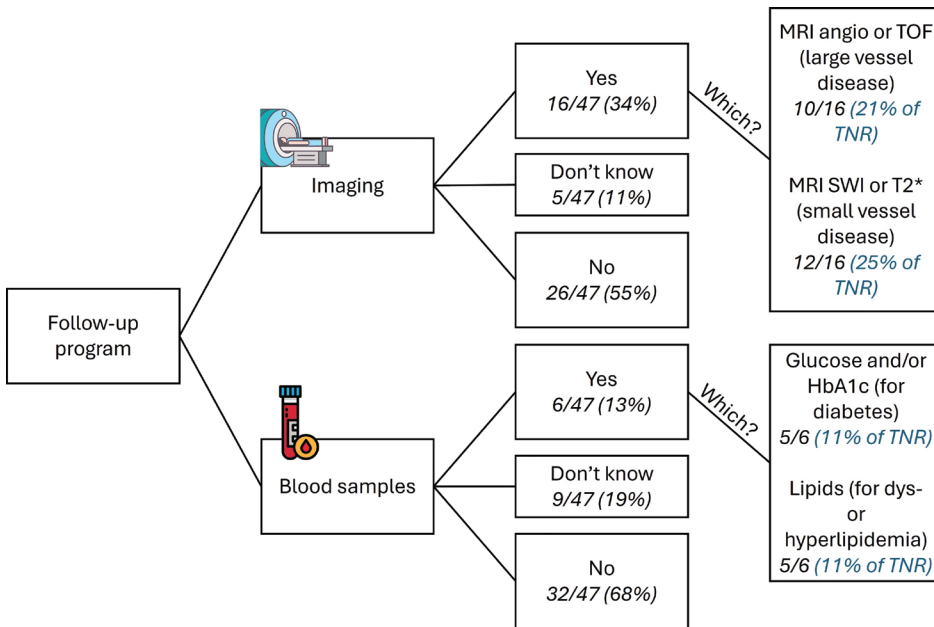 Follow-up
program
Imaging
Yes
16/47 (34%)
Don't know
5/47 (11%)
No
26/47 (55%)
Which?
MRI angio or TOF
(large vessel
disease)
10/16 (21% of
TNR)
MRI SWI or T2*
(small vessel
disease)
12/16 (25% of
TNR)
Blood samples
Yes
6/47 (13%)
Don't know
9/47 (19%)
No
32/47 (68%)
Which?
Glucose and/or
HbA1c (for
diabetes)
5/6 (11% of TNR)
Lipids (for dys-
or
hyperlipidemia)
5/6 (11% of TNR)